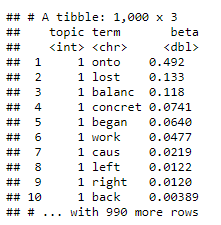 ## # A tibble: 1,000 x 3
##    topic term       beta
##    <int> <chr>     <dbl>
##  1     1 onto    0.492
##  2     1 lost    0.133
##  3     1 balanc  0.118
##  4     1 concret 0.0741
##  5     1 began   0.0640
##  6     1 work    0.0477
##  7     1 caus    0.0219
##  8     1 left    0.0122
##  9     1 right   0.0120
## 10     1 back    0.00389
## # ... with 990 more rows